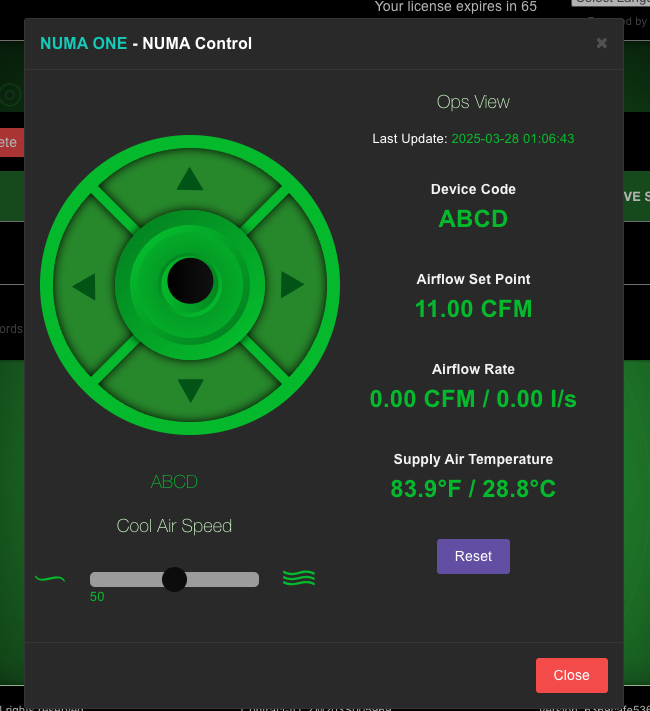 Your license expires in 65
NUMA ONE - NUMA Control
ete
Ops View
Last Update: 2025-03-28 01:06:43
Device Code
ABCD
VE S
Airflow Set Point
11.00 CFM
ords
Airflow Rate
0.00 CFM / 0.00 l/s
Supply Air Temperature
83.9°F / 28.8°C
ABCD
Cool Air Speed
50
Reset
Close